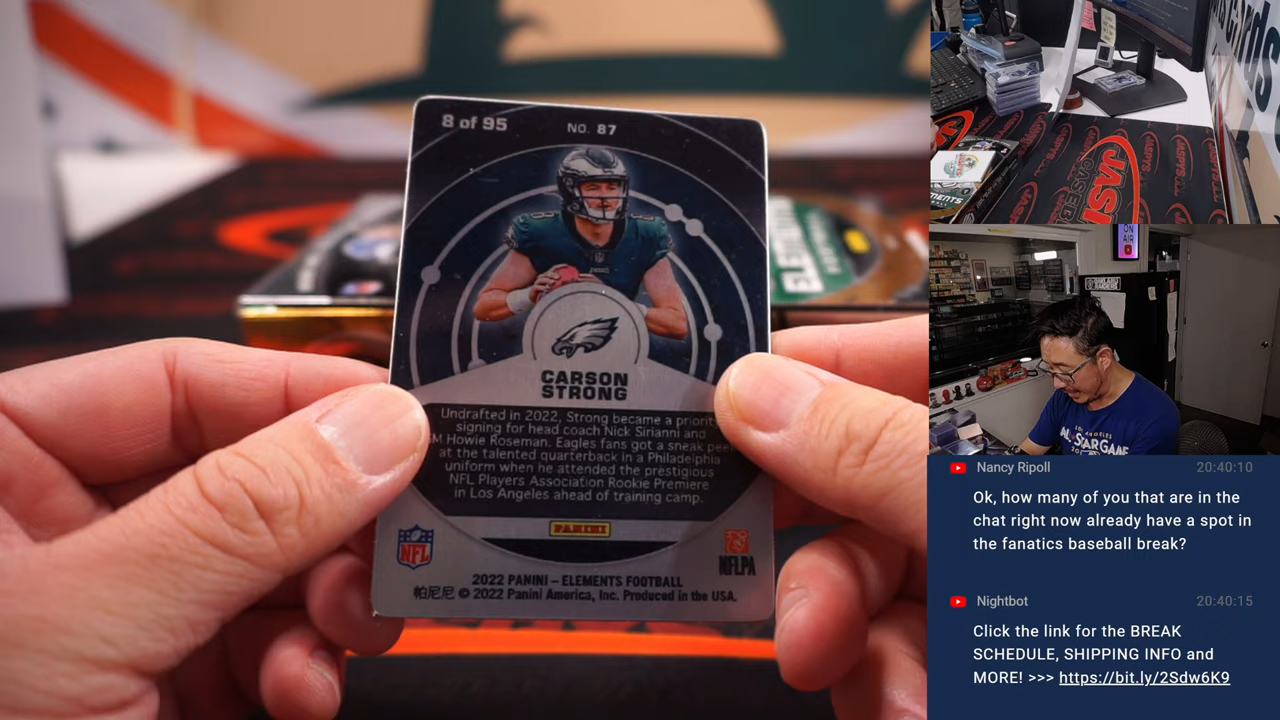 8 of 95
NO. 87
CARSON
STRONG
Undrafted in 2022, Strong became a priority
signing for head coach Nick Sirianni and
M Howie Roseman. Eagles fans got a sneak peek
at the talented quarterback in a Philadelphia
uniform when he attended the prestigious
NFL Players Association Rookie Premiere
in Los Angeles ahead of training camp.
PANINI
NFL
NFLPA
2022 PANINI – ELEMENTS FOOTBALL
帕尼尼 © 2022 Panini America, Inc. Produced in the USA.
JASPYS
ON
AIR
LOS ANGELES
ALL STAR GAME
Nancy Ripoll
20:40:10
Ok, how many of you that are in the
chat right now already have a spot in
the fanatics baseball break?
Nightbot
20:40:15
Click the link for the BREAK
SCHEDULE, SHIPPING INFO and
MORE! >>> https://bit.ly/2Sdw6K9